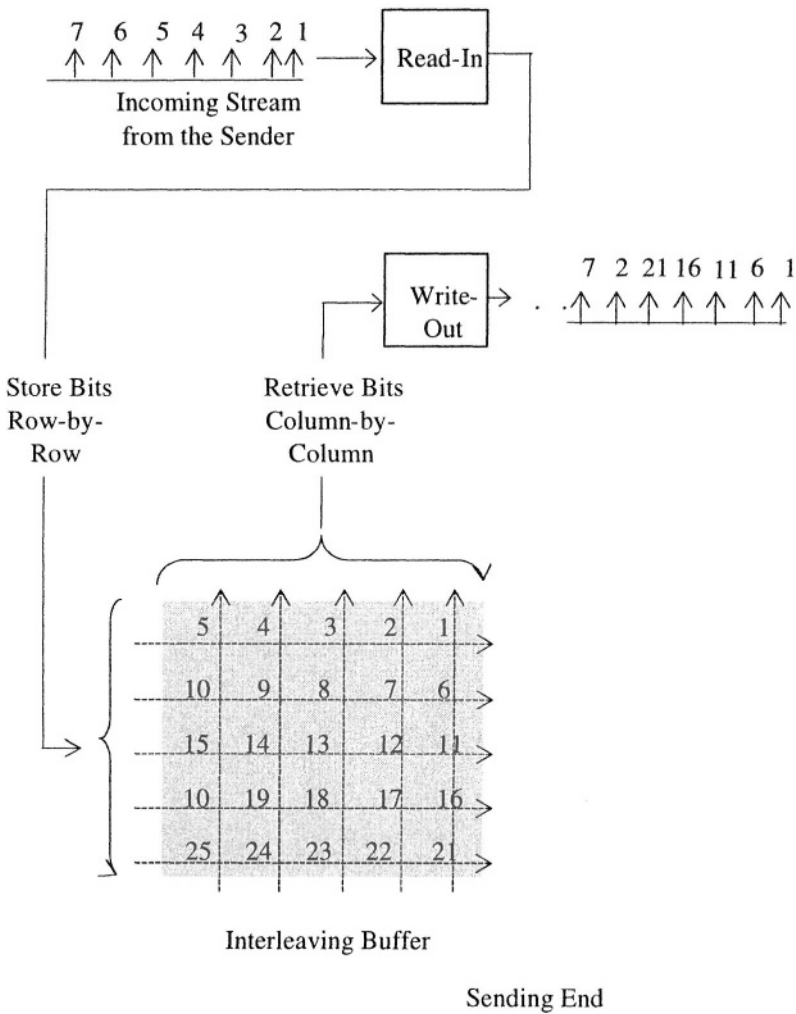 7 6 5 4 3 2 1
Read-In
Incoming Stream
from the Sender
7 2 21 16 11 6 1
Write-
Out
. .
Store Bits
Row-by-
Row
Retrieve Bits
Column-by-
Column
5 4 3 2 1
10 9 8 7 6
15 14 13 12 11
10 19 18 17 16
25 24 23 22 21
Interleaving Buffer
Sending End